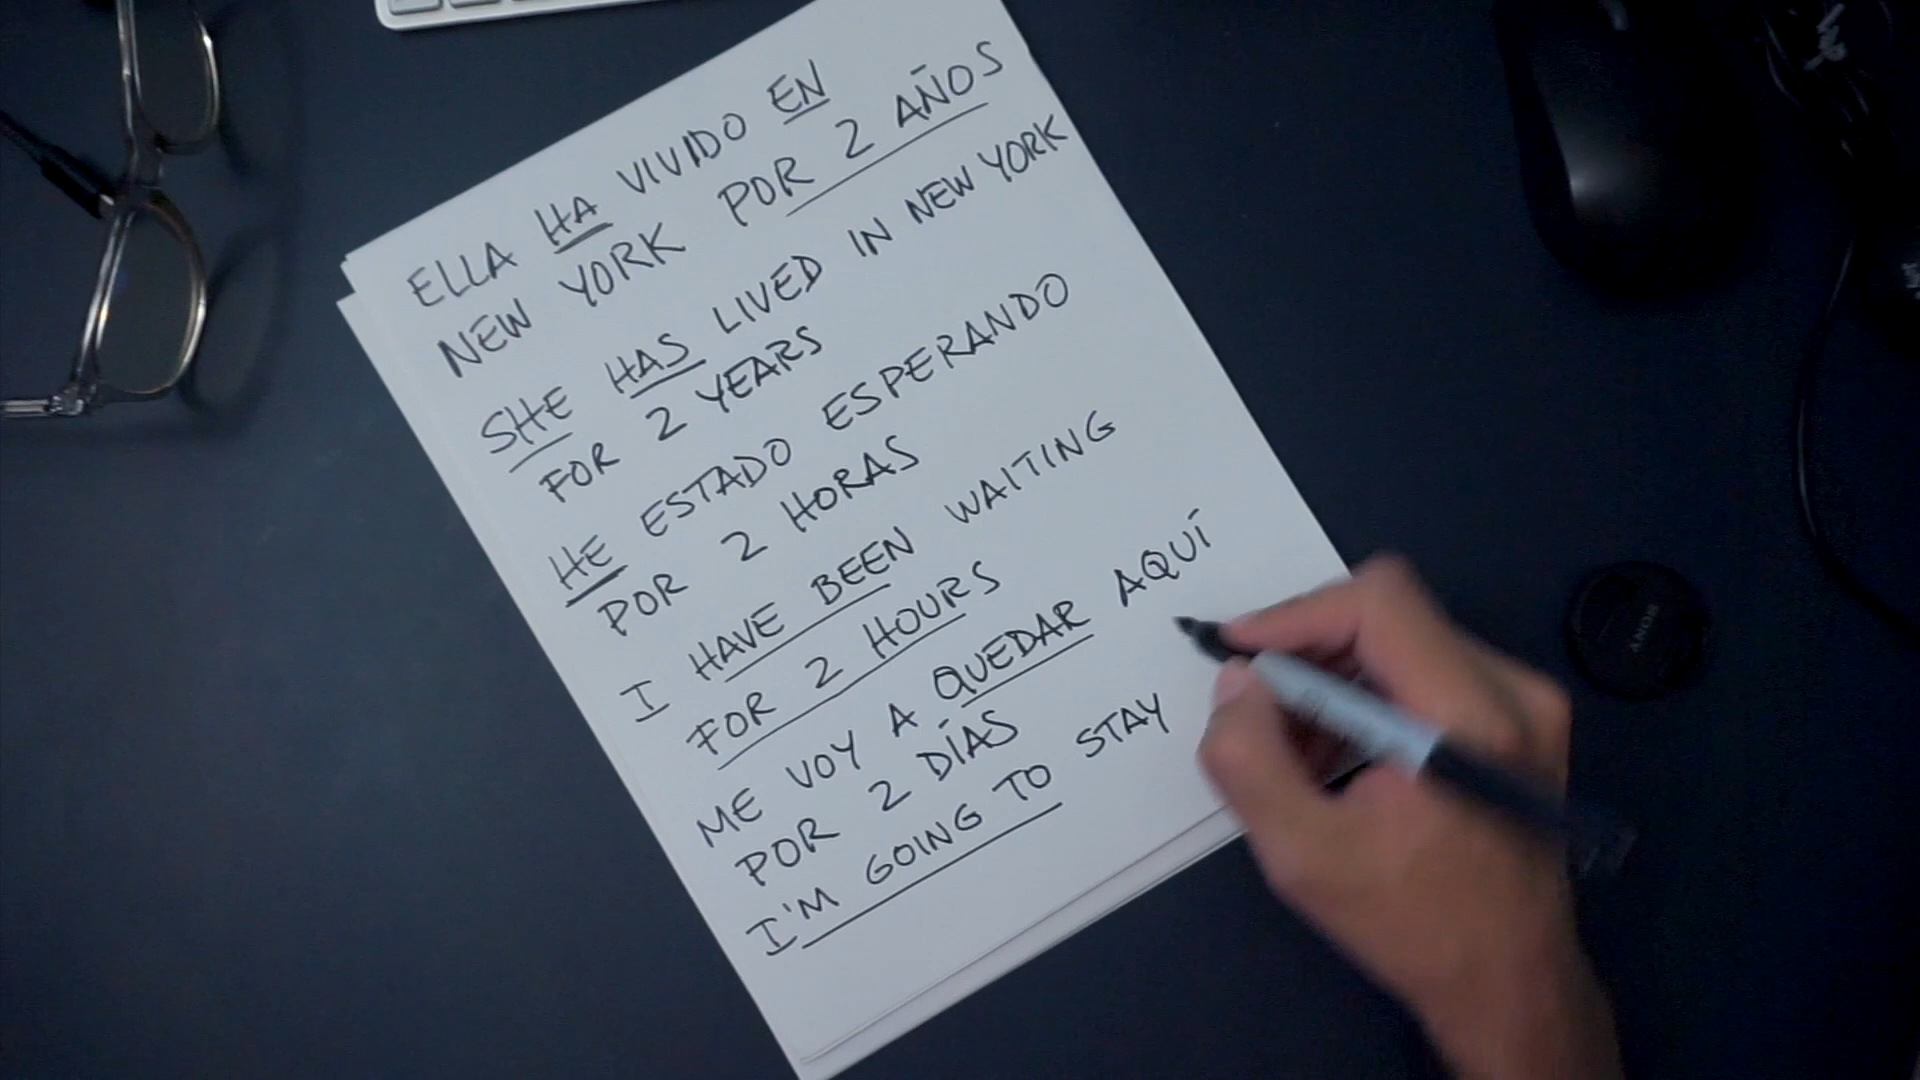 ELLA HA VIVIDO EN
NEW YORK POR 2 AÑOS
SHE HAS LIVED IN NEW YORK
FOR 2 YEARS
HE ESTADO ESPERANDO
POR 2 HORAS
I HAVE BEEN WAITING
FOR 2 HOURS
ME VOY A QUEDAR AQUÍ
POR 2 DÍAS
I'M GOING TO STAY
SONY